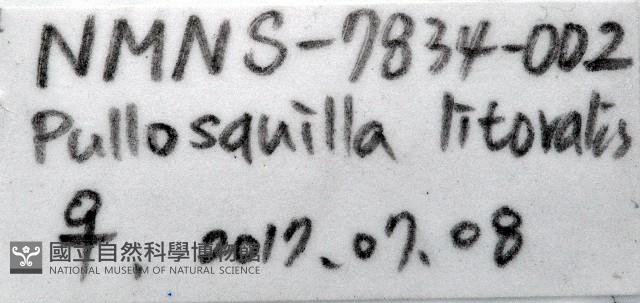 NMNS-7834-002
Pullosquilla litoralis
♀, 2017.07.08
國立自然科學博物館
NATIONAL MUSEUM OF NATURAL SCIENCE